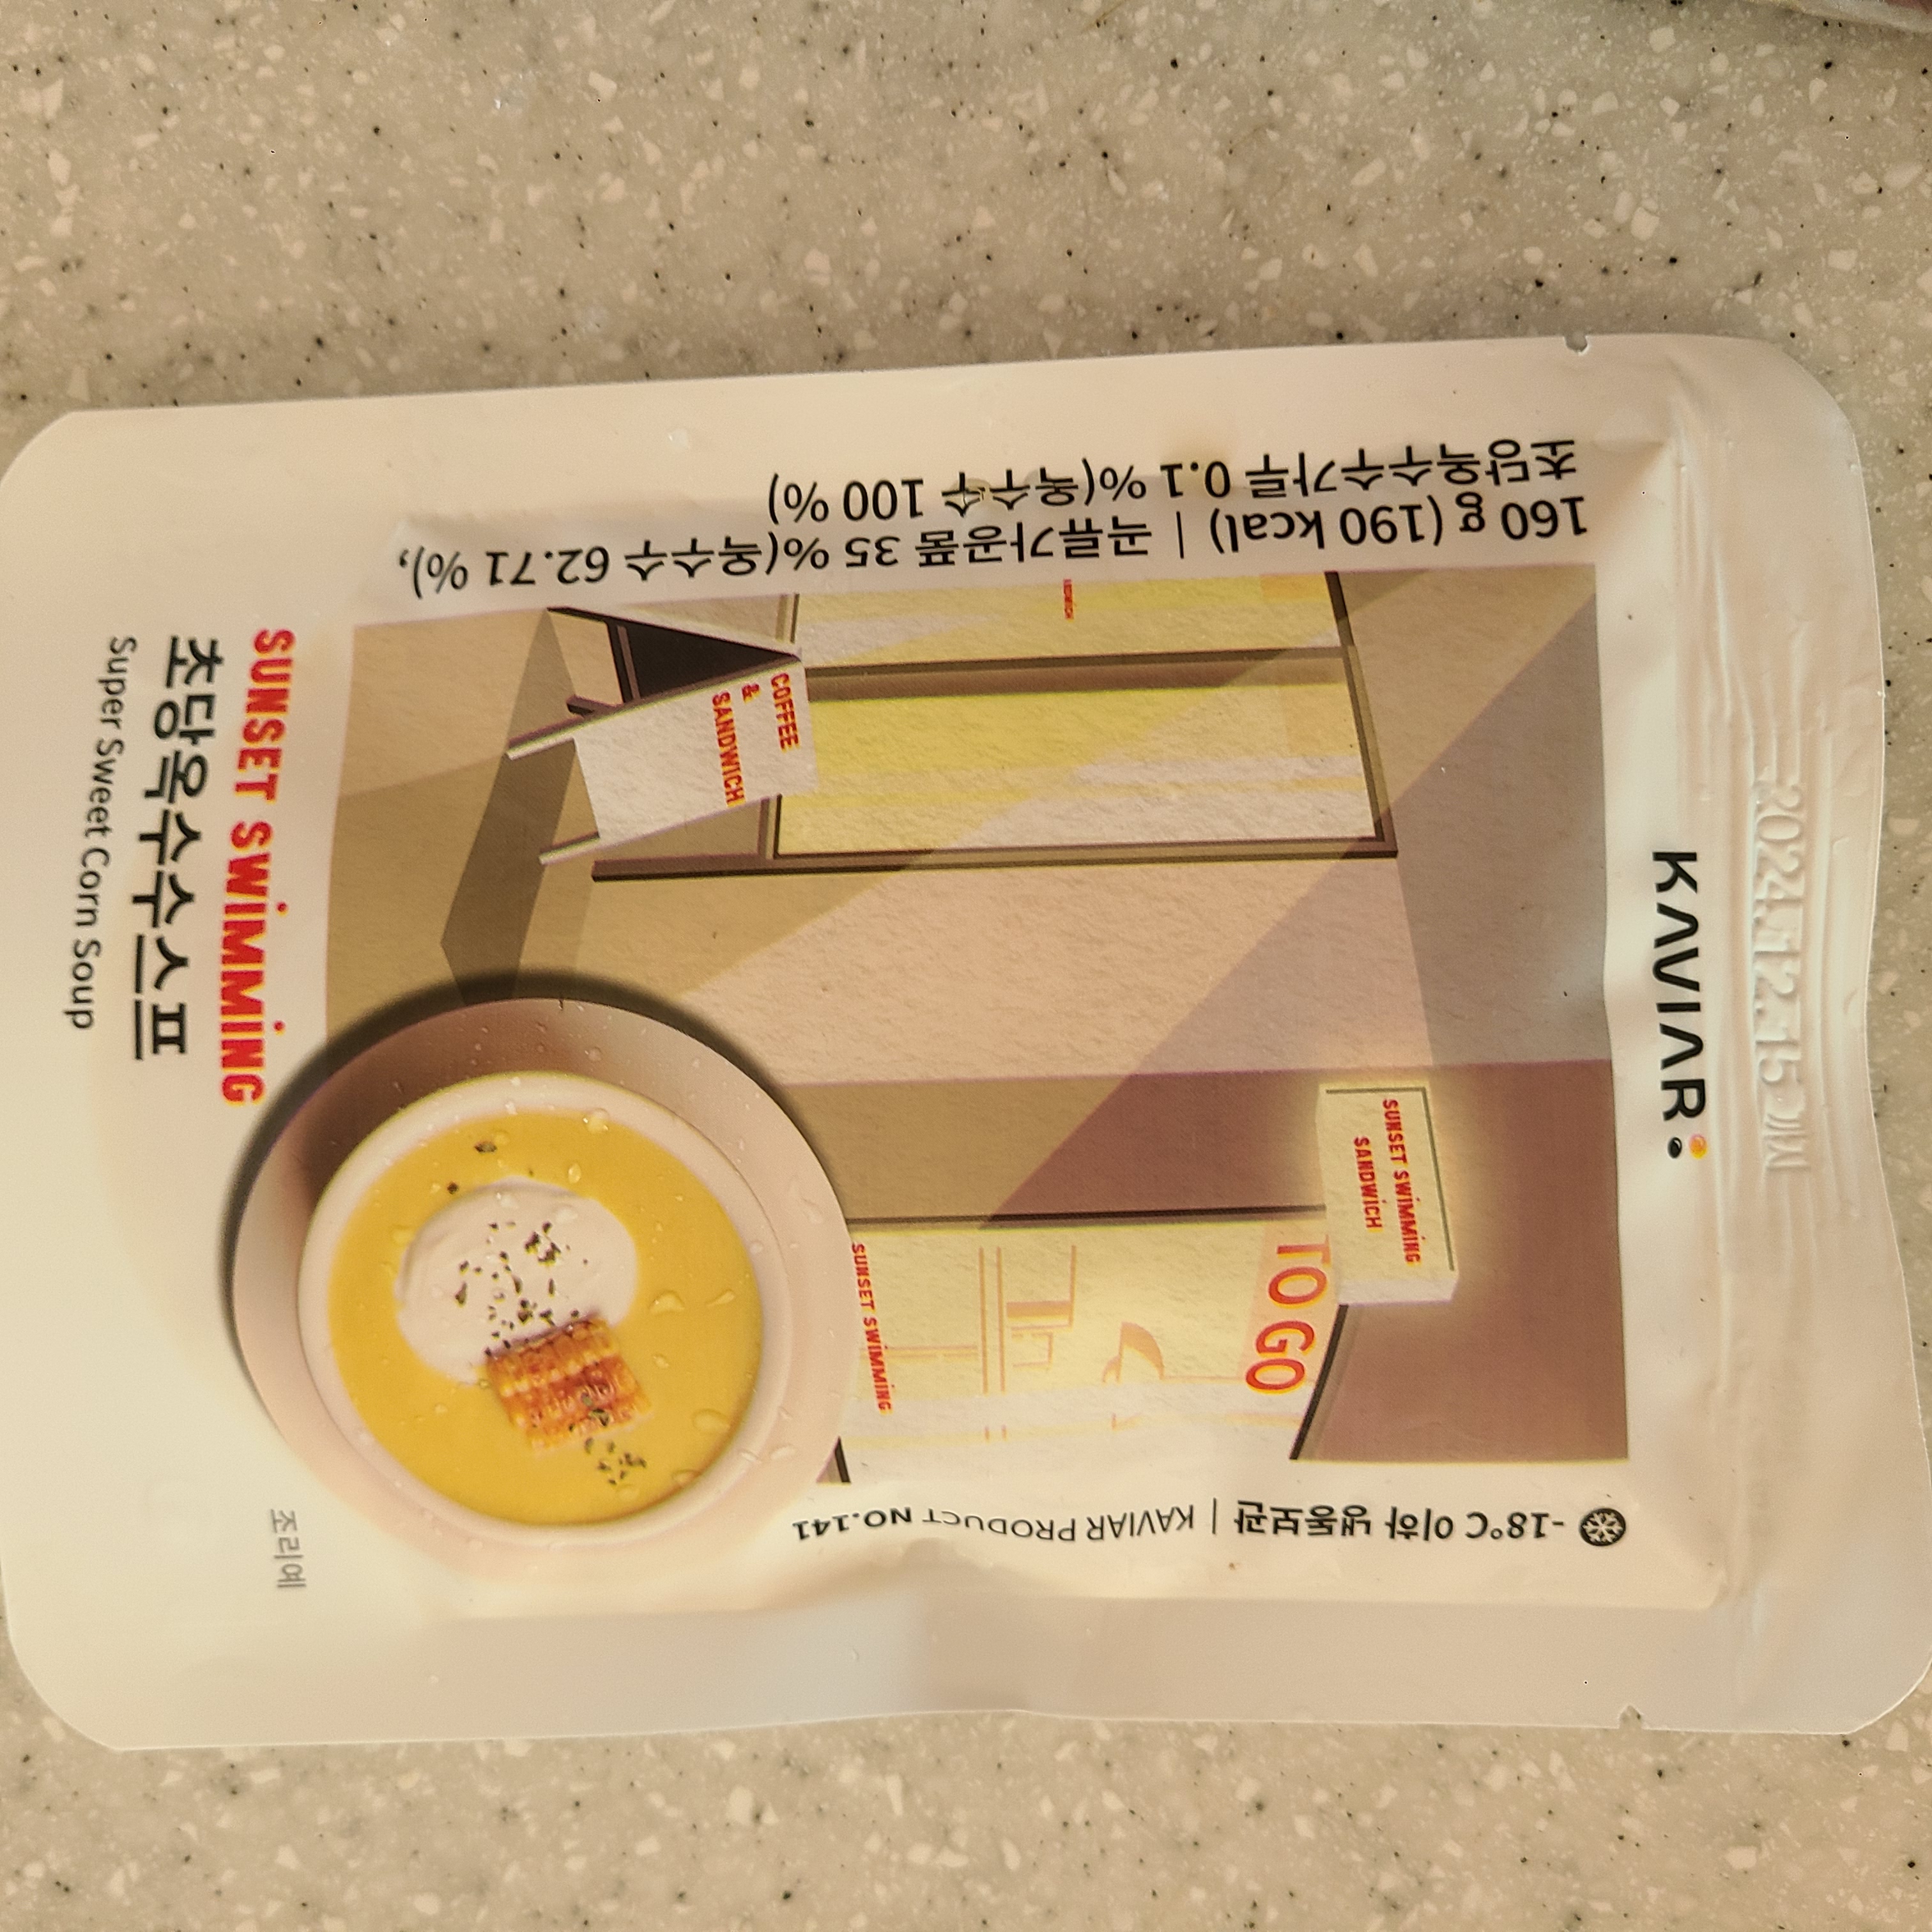 2024.12.15 까지
KAVIAR
160 g (190 kcal) | 곡류가공품 35 %(옥수수 62.71 %),
초당옥수수가루 0.1 %(옥수수 100 %)
-18°C 이하 냉동보관 | KAVIAR PRODUCT NO.141
SUNSET SWIMMING
SANDWICH
TO GO
SUNSET SWIMMING
COFFEE
&
SANDWICH
SANDWICH
SUNSET SWIMMING
초당옥수수스프
Super Sweet Corn Soup
조리예